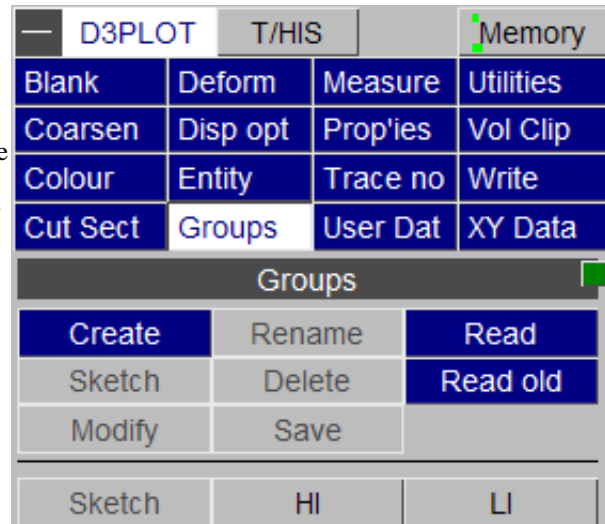 D3PLOT T/HIS Memory
Blank Deform Measure Utilities
Coarsen Disp opt Prop'ies Vol Clip
e
Colour Entity Trace no Write
Cut Sect Groups User Dat XY Data
Groups
Create Rename Read
Sketch Delete Read old
Modify Save
Sketch HI LI